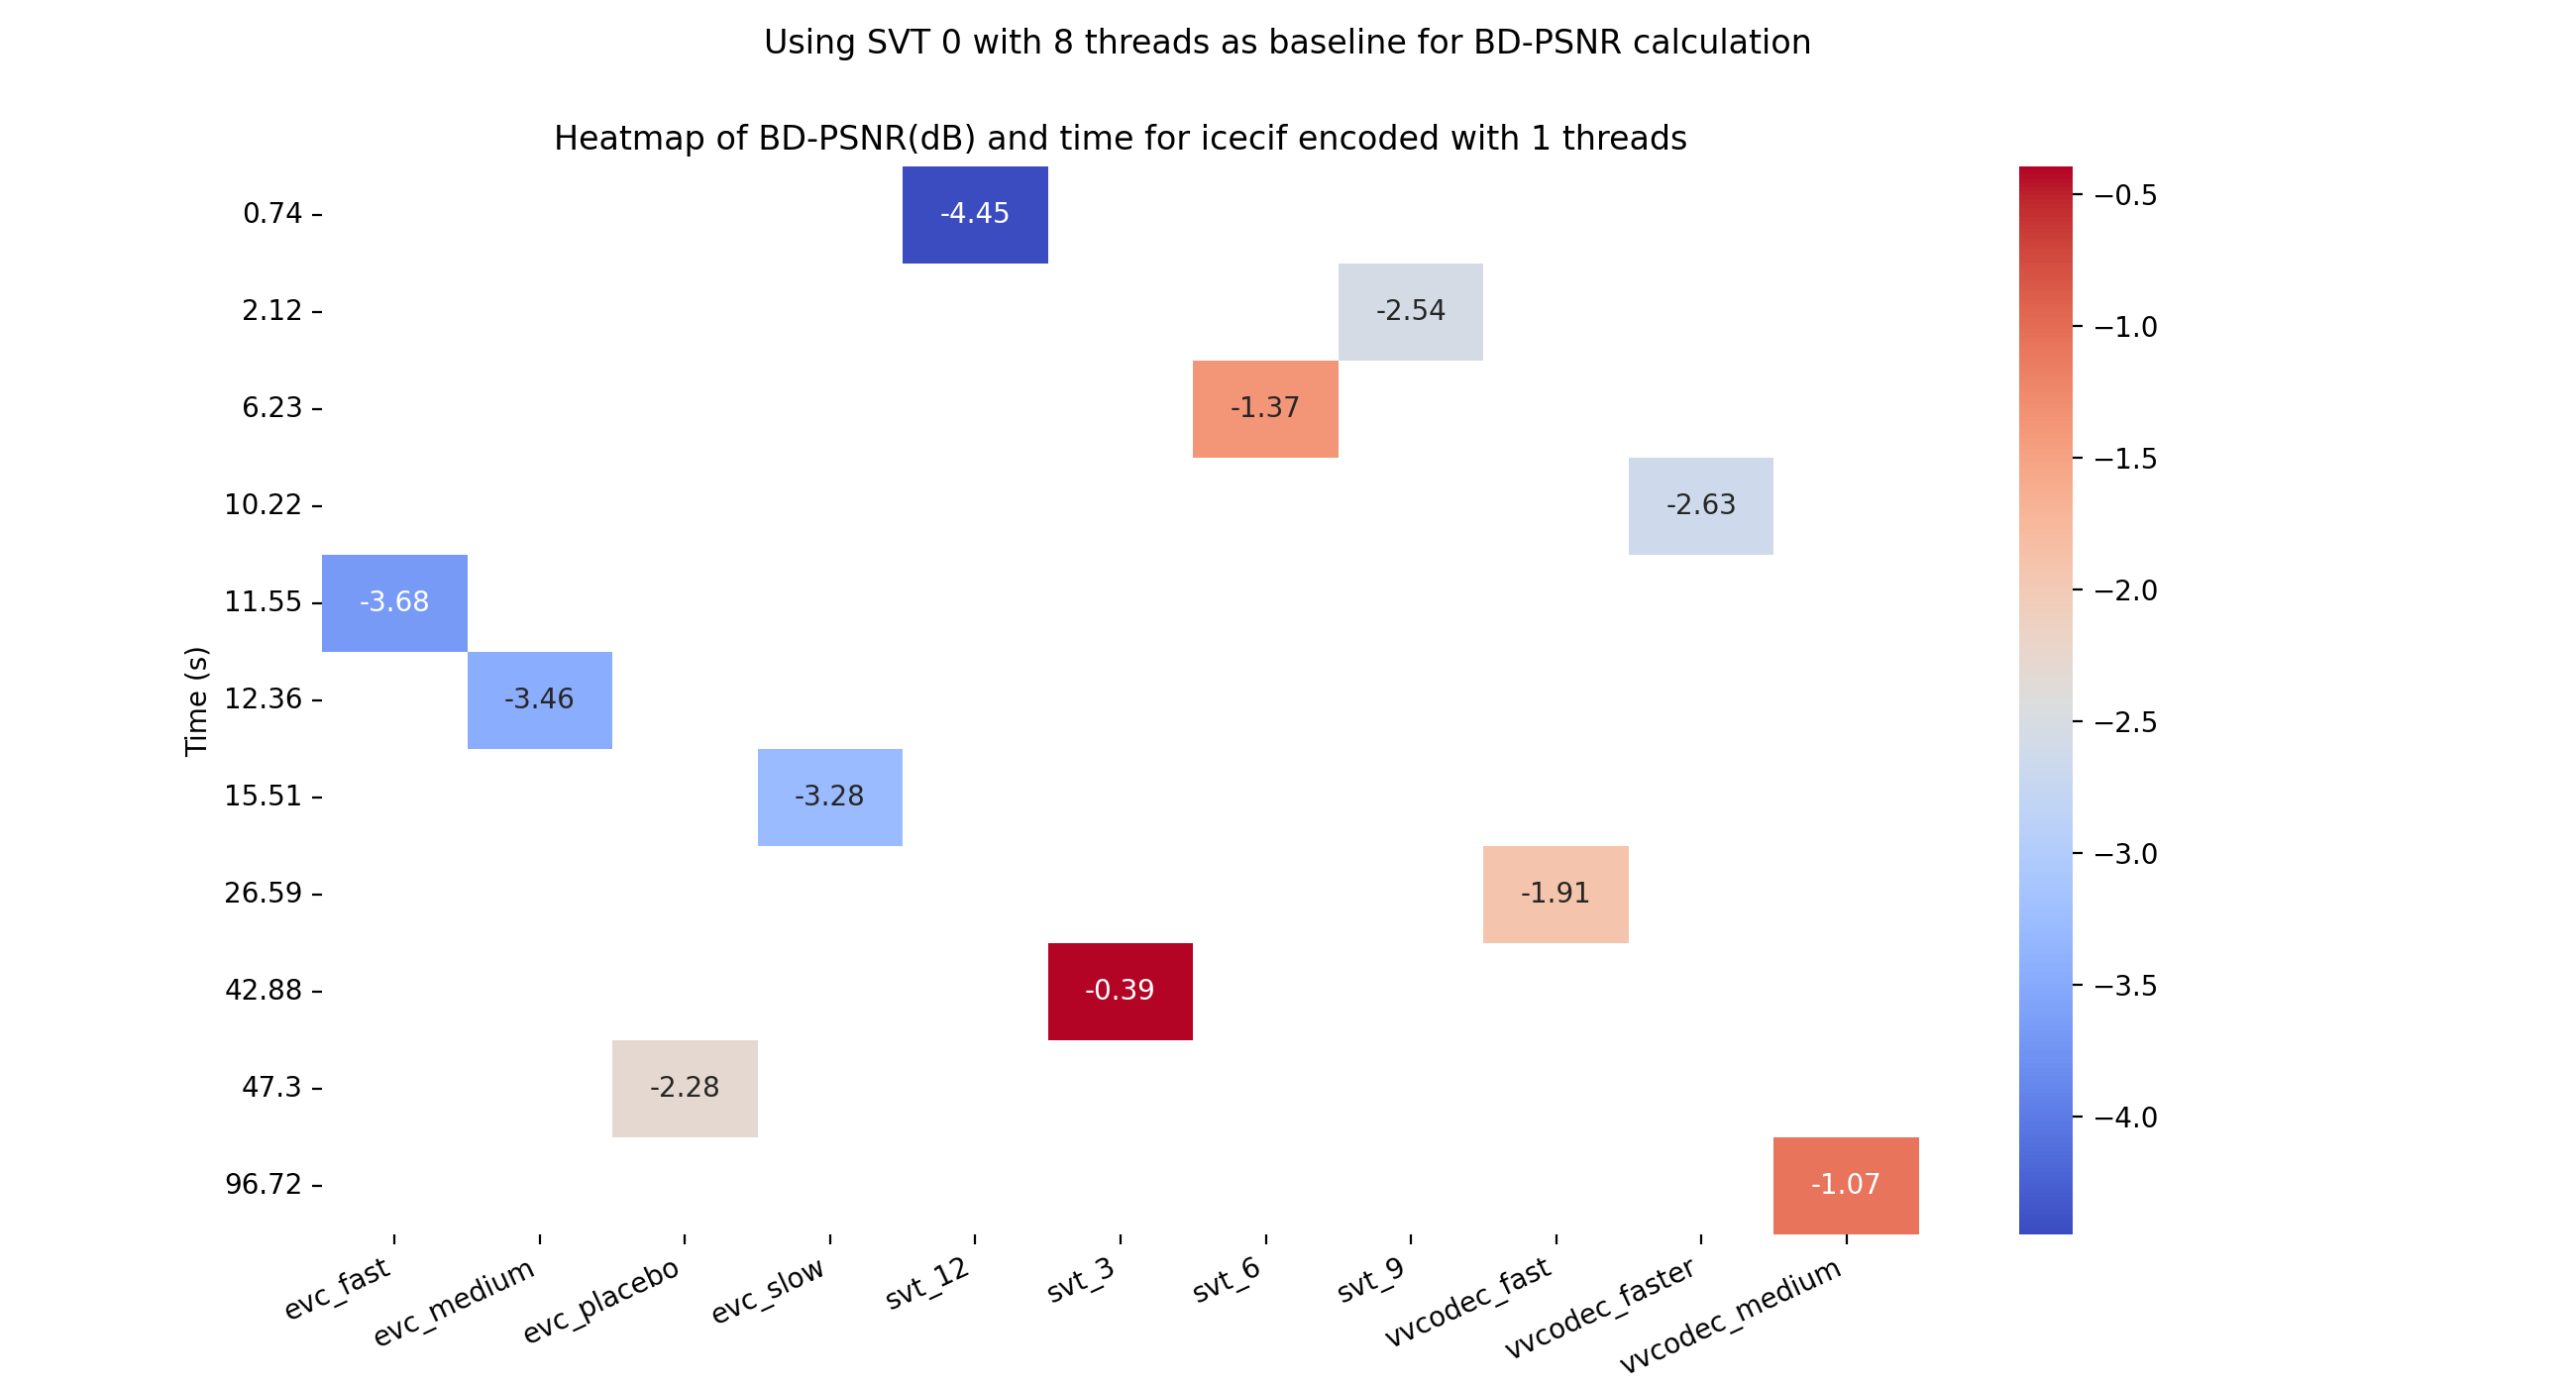 Using SVT 0 with 8 threads as baseline for BD-PSNR calculation
Heatmap of BD-PSNR(dB) and time for icecif encoded with 1 threads
Time (s)
0.74
-4.45
2.12
-2.54
6.23
-1.37
10.22
-2.63
11.55
-3.68
12.36
-3.46
15.51
-3.28
26.59
-1.91
42.88
-0.39
47.3
-2.28
96.72
-1.07
evc_fast
evc_medium
evc_placebo
evc_slow
svt_12
svt_3
svt_6
svt_9
vvcodec_fast
vvcodec_faster
vvcodec_medium
−0.5
−1.0
−1.5
−2.0
−2.5
−3.0
−3.5
−4.0